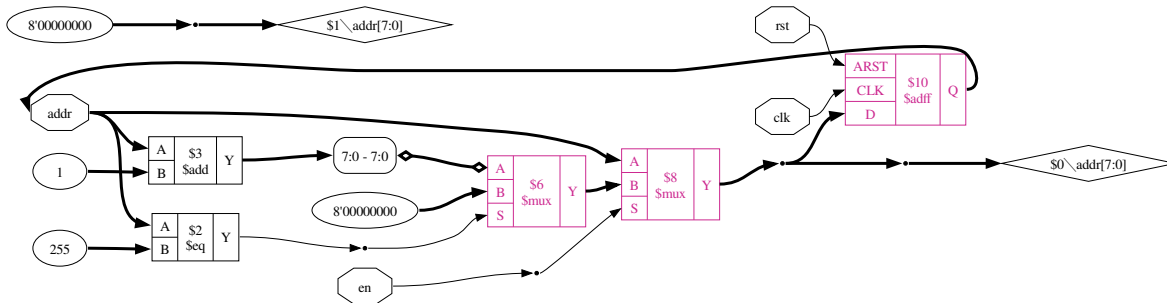 8'00000000
$1\addr[7:0]
rst
ARST
CLK
D
$10
$adff
Q
addr
clk
A
B
$3
$add
Y
7:0 - 7:0
1
A
B
S
$6
$mux
Y
A
B
S
$8
$mux
Y
$0\addr[7:0]
8'00000000
A
B
$2
$eq
Y
255
en